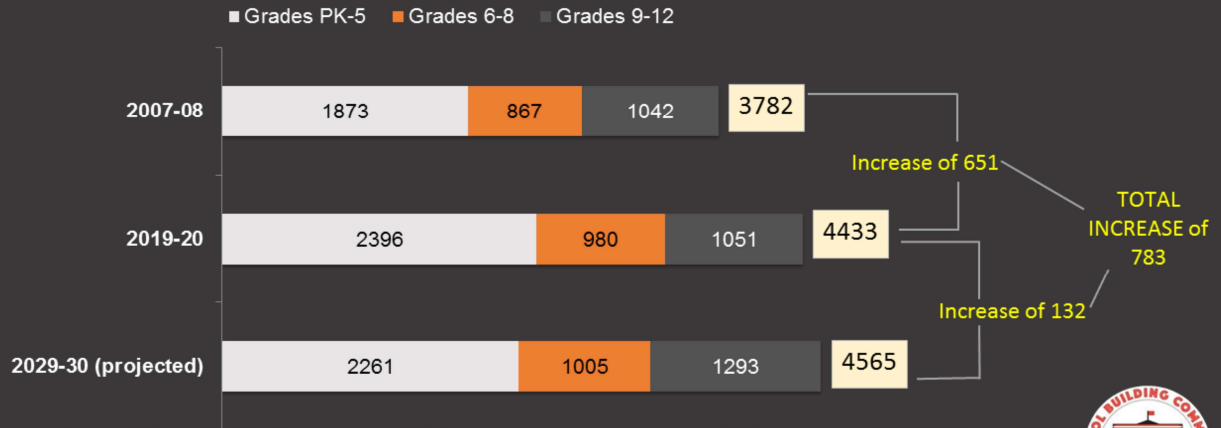 Grades PK-5 Grades 6-8 Grades 9-12
2007-08 1873 867 1042 3782
Increase of 651
2019-20 2396 980 1051 4433
TOTAL
INCREASE of
783
Increase of 132
2029-30 (projected) 2261 1005 1293 4565
BUILDING